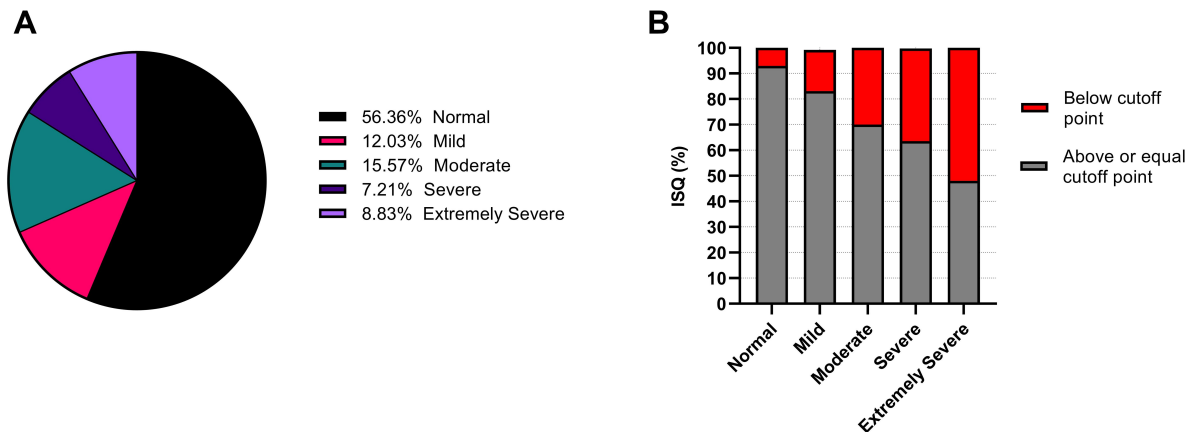 A
56.36% Normal
12.03% Mild
15.57% Moderate
7.21% Severe
8.83% Extremely Severe
B
ISQ (%)
100
90
80
70
60
50
40
30
20
10
0
Normal
Mild
Moderate
Severe
Extremely Severe
Below cutoff
point
Above or equal
cutoff point